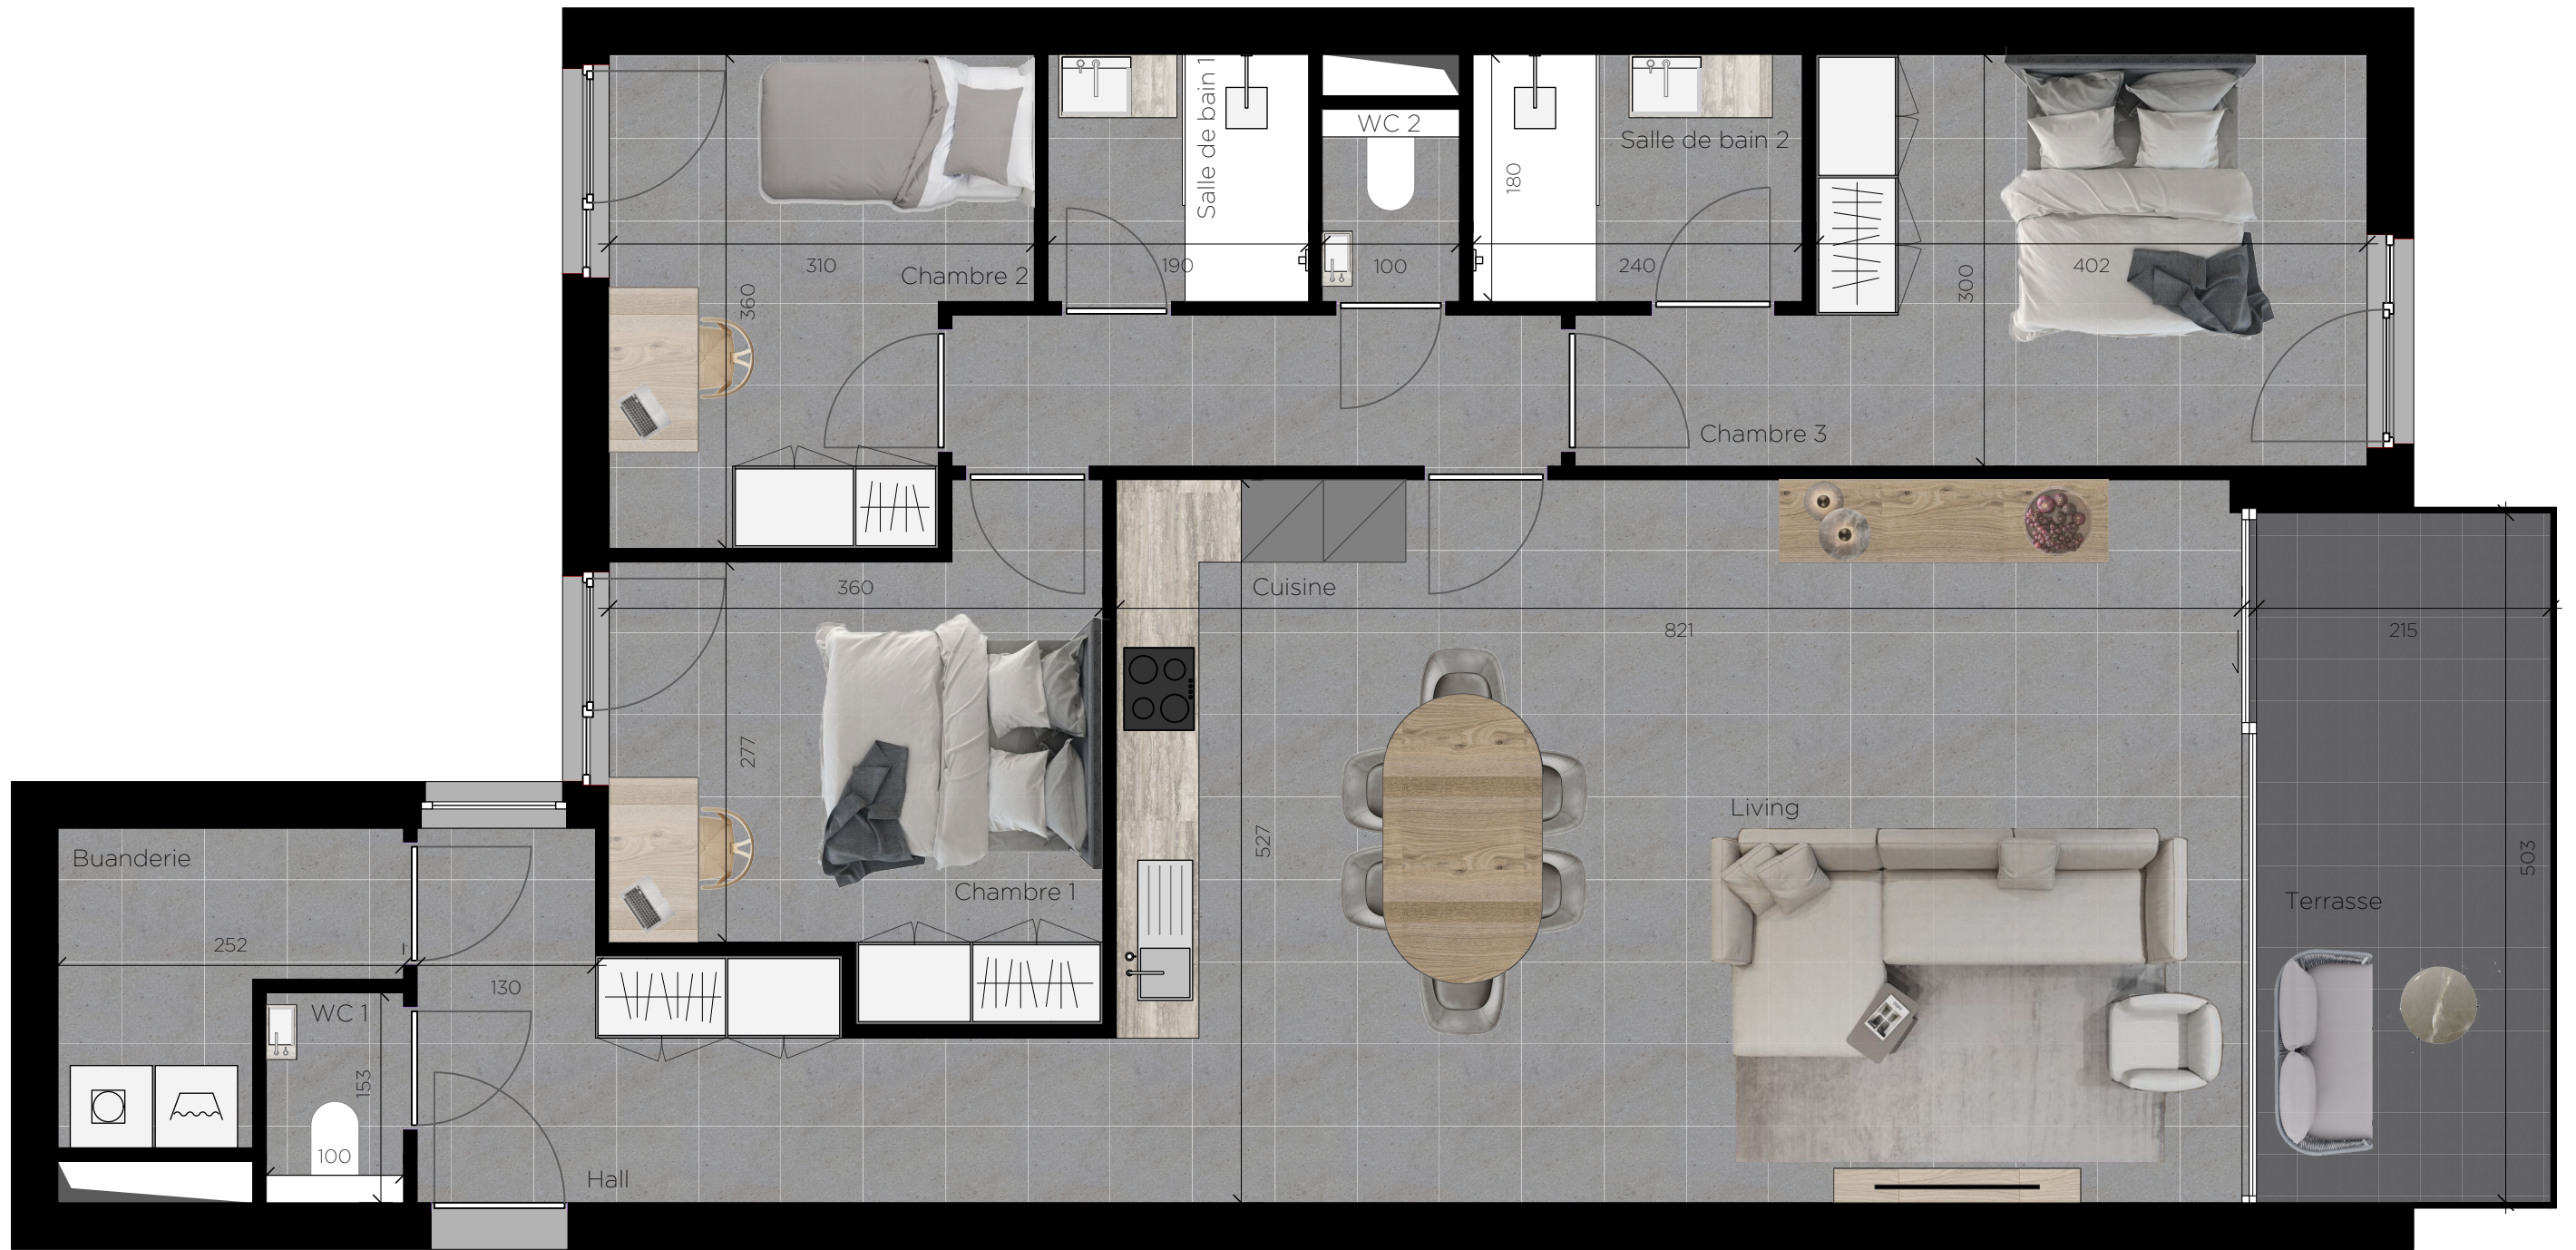 Salle de bain 1
WC 2
Salle de bain 2
180
310
Chambre 2
360
190
100
240
300
402
Chambre 3
360
Cuisine
821
215
277
Living
527
503
Buanderie
Chambre 1
Terrasse
252
130
WC 1
153
100
Hall